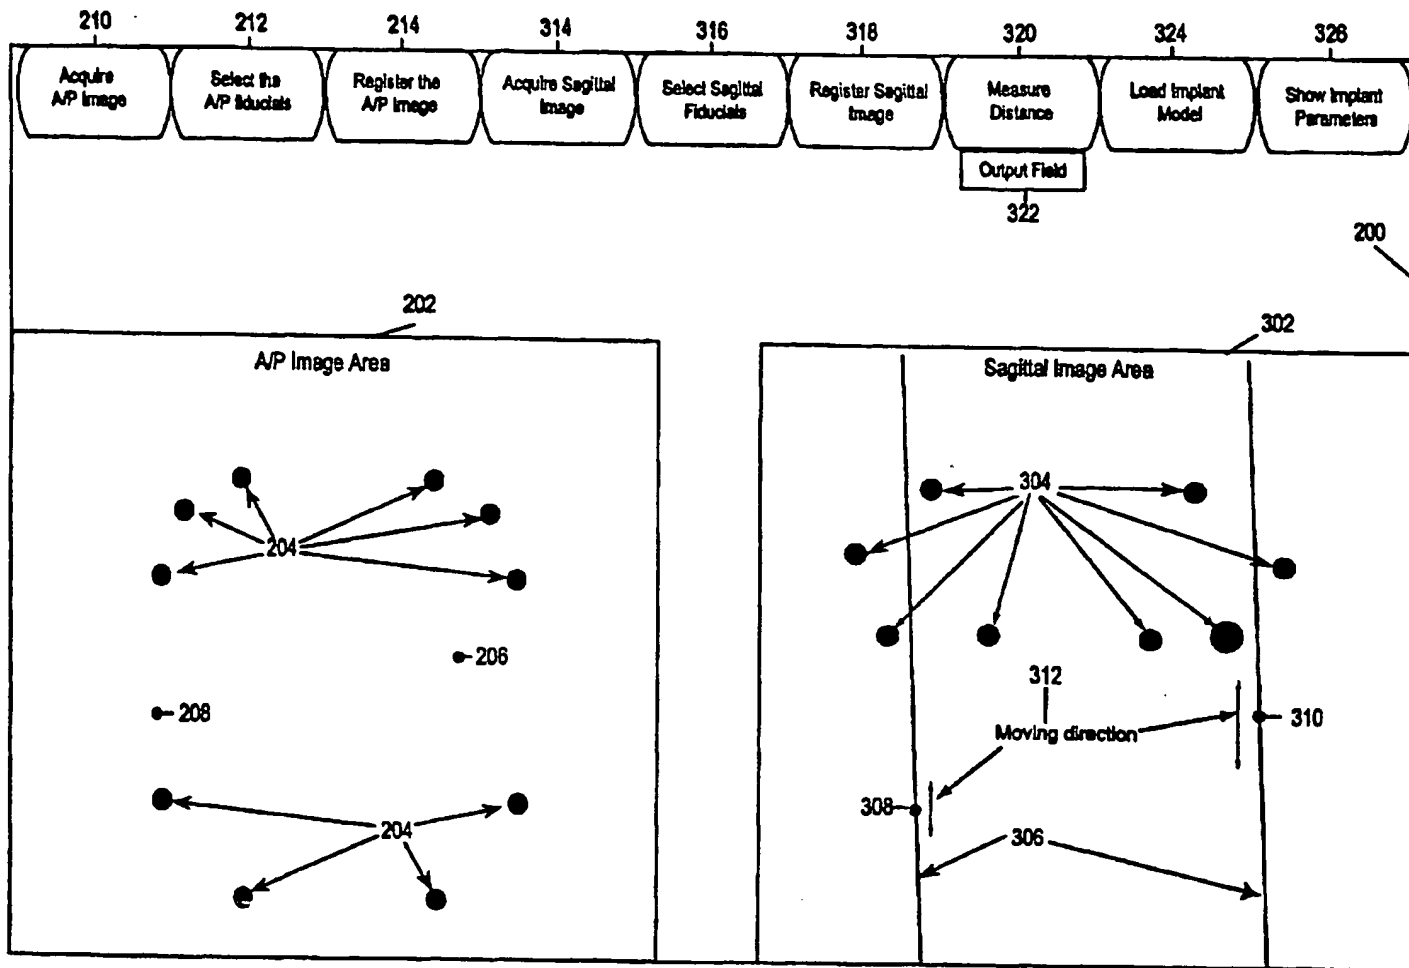 210 212 214 314 316 318 320 324 326
Acquire
A/P Image
Select the
A/P fiducials
Register the
A/P Image
Acquire Sagittal
Image
Select Sagittal
Fiducials
Register Sagittal
Image
Measure
Distance
Load Implant
Model
Show Implant
Parameters
Output Field
322
200
202
302
A/P Image Area
Sagittal Image Area
204
304
206
208
312
310
Moving direction
308
204
306